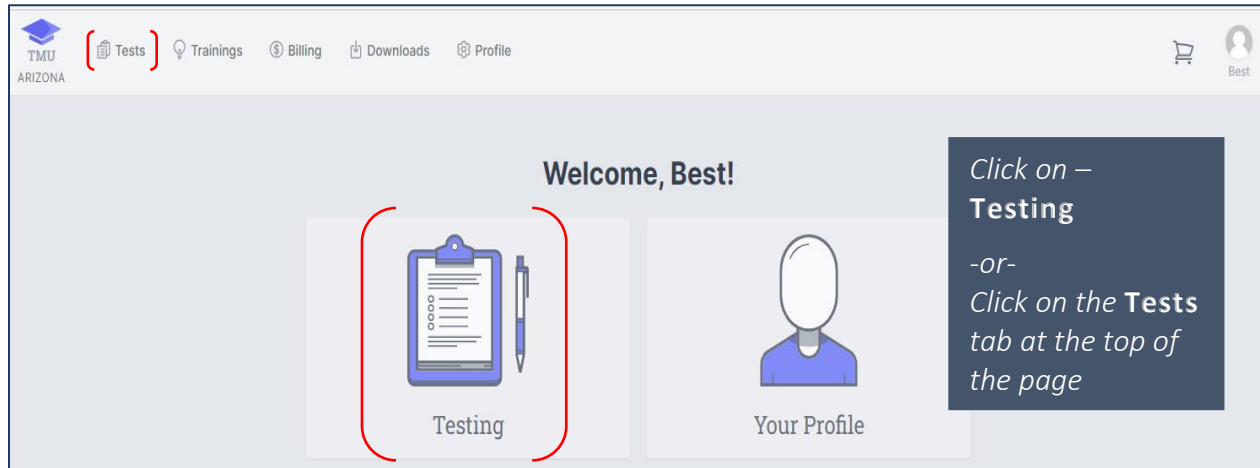 TMU
ARIZONA
Tests
Trainings
Billing
Downloads
Profile
Best
Welcome, Best!
Testing
Your Profile
Click on –
Testing
-or-
Click on the Tests
tab at the top of
the page